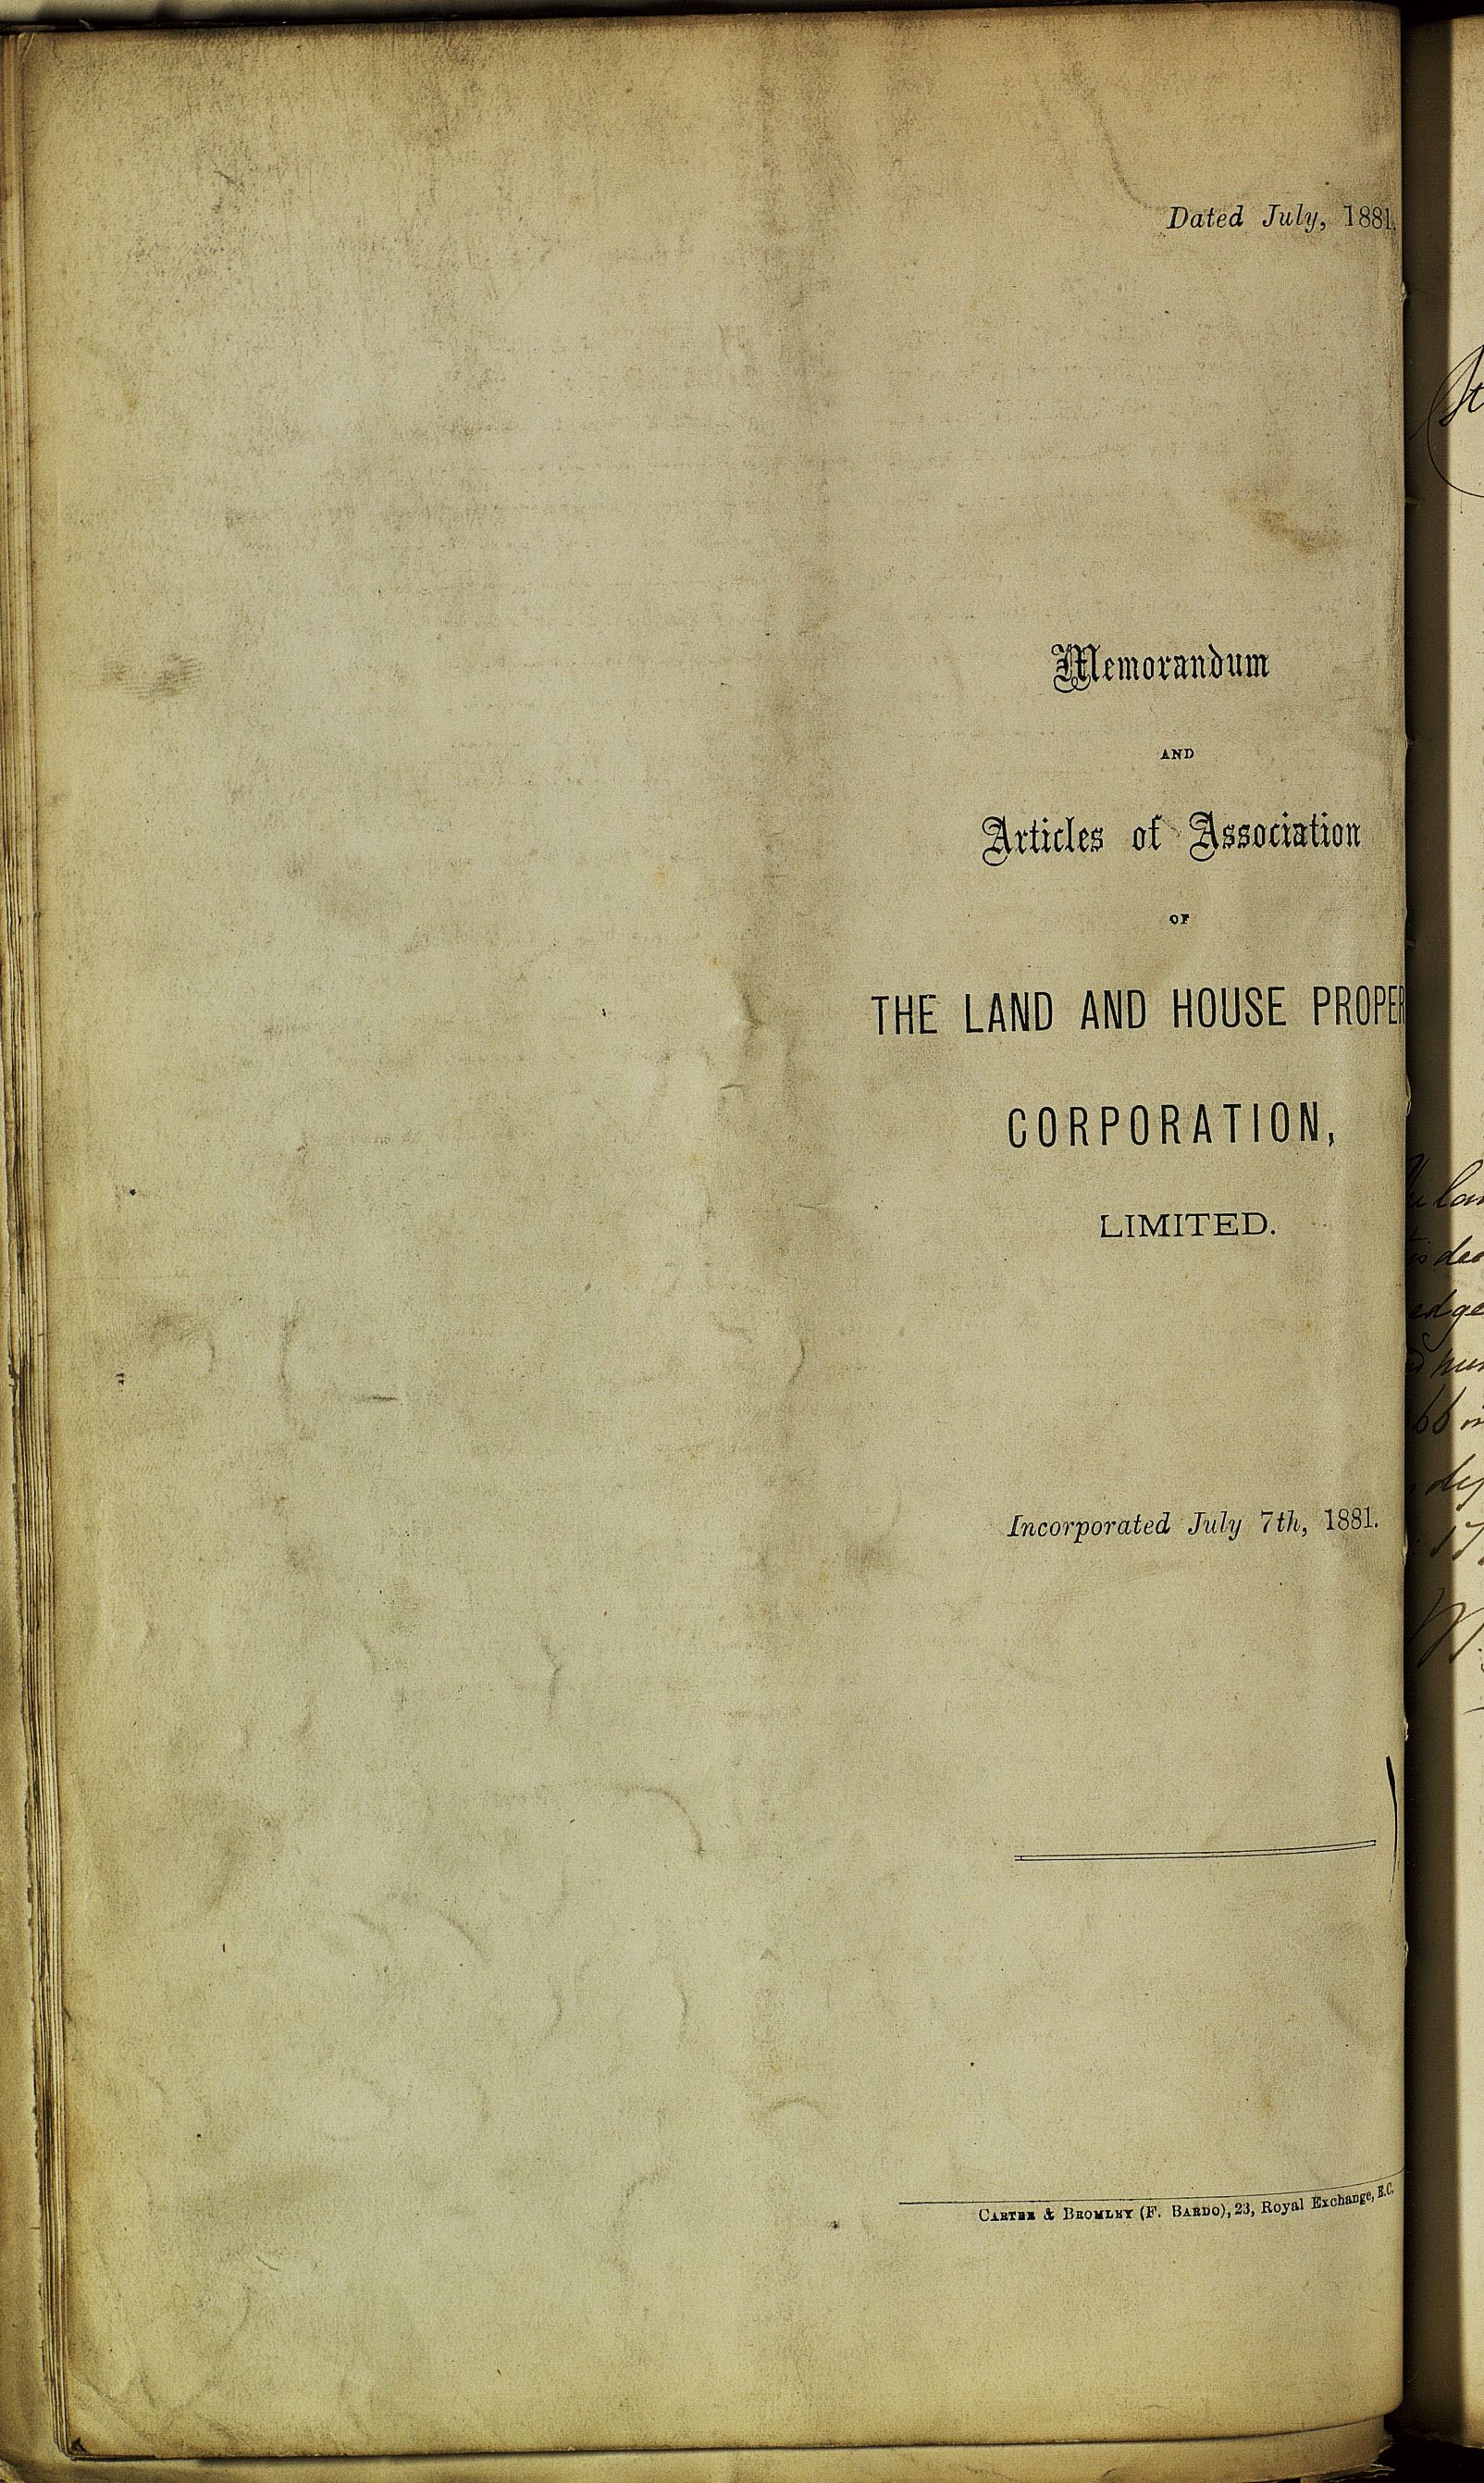 Dated July, 1881.
Memorandum
AND
Articles of Association
OF
THE LAND AND HOUSE PROPER
CORPORATION,
LIMITED.
Incorporated July 7th, 1881.
CARTER & BROMLEY (F. BARDO), 23, Royal Exchange, E.C.